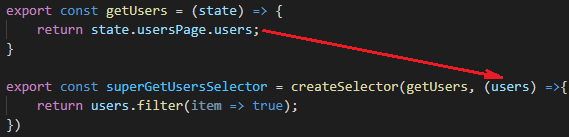 export const getUsers = (state) => {
return state.usersPage.users;
}
export const superGetUsersSelector = createSelector(getUsers, (users) =>{
return users.filter(item => true);
})